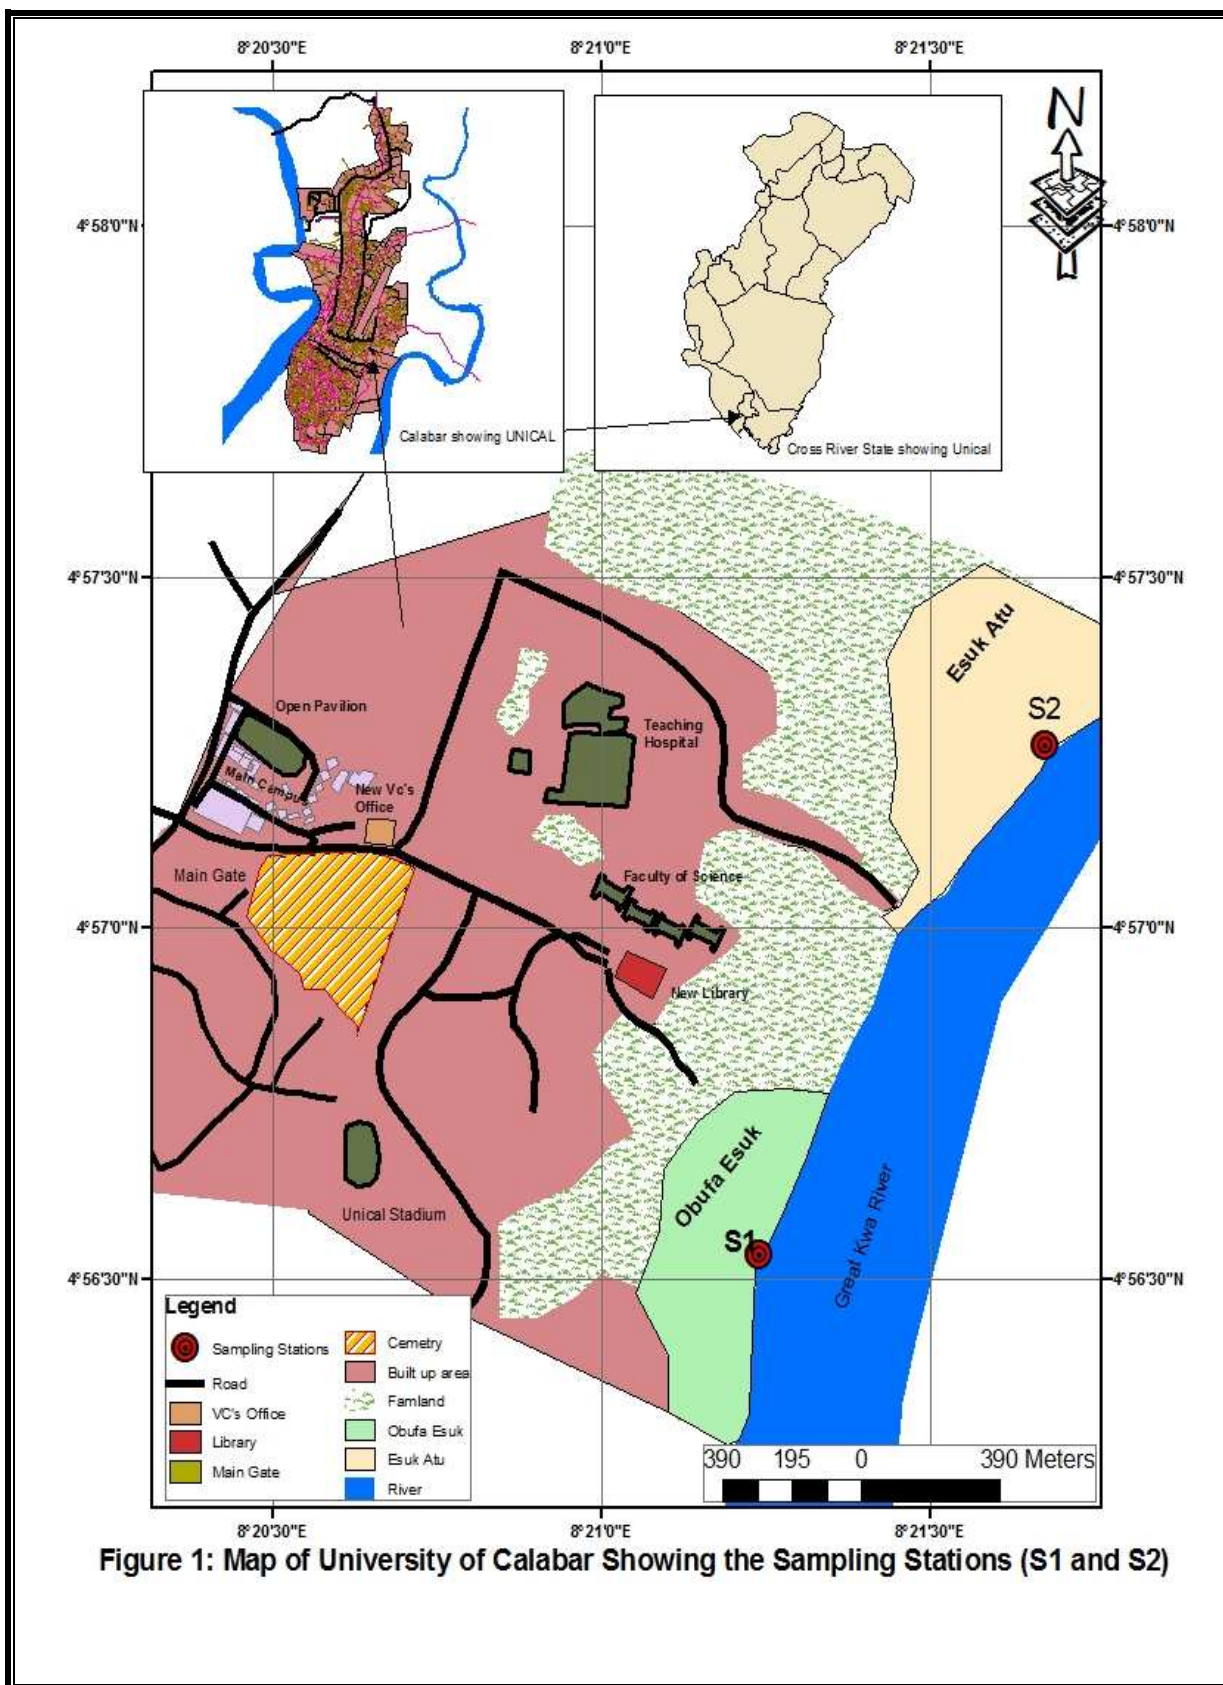 8°20'30"E 8°21'0"E 8°21'30"E
N
4°58'0"N 4°58'0"N
Calabar showing UNICAL
Cross River State showing Unical
4°57'30"N 4°57'30"N
Esuk Atu
S2
Open Pavilion
Teaching
Hospital
Main Campus
New Vc's
Office
Main Gate
Faculty of Science
4°57'0"N 4°57'0"N
New Library
Obufa Esuk
Great Kwa River
Unical Stadium
S1
4°56'30"N 4°56'30"N
Legend
Sampling Stations
Road
VC's Office
Library
Main Gate
Cemetry
Built up area
Famland
Obufa Esuk
Esuk Atu
River
390 195 0 390 Meters
8°20'30"E 8°21'0"E 8°21'30"E
Figure 1: Map of University of Calabar Showing the Sampling Stations (S1 and S2)